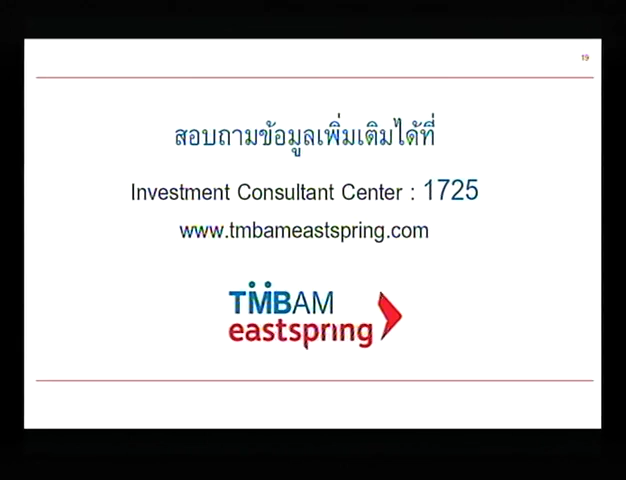 19
สอบถามข้อมูลเพิ่มเติมได้ที่
Investment Consultant Center : 1725
www.tmbameastspring.com
TMBAM
eastspring